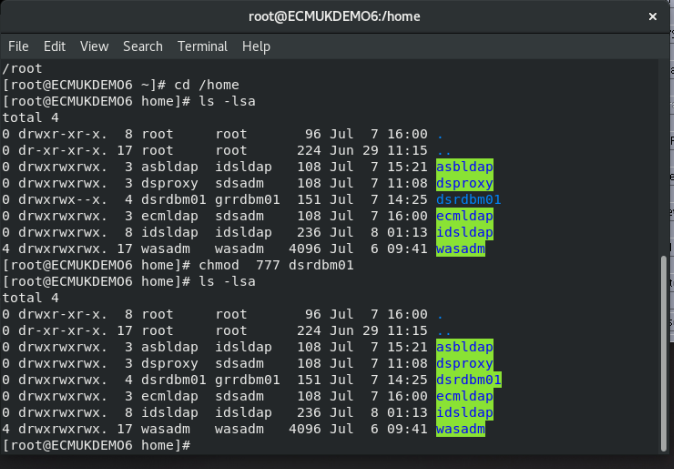 root@ECMUKDEMO6:/home
File Edit View Search Terminal Help
/root
[root@ECMUKDEMO6 ~]# cd /home
[root@ECMUKDEMO6 home]# ls -lsa
total 4
0 drwxr-xr-x.  8 root     root       96 Jul  7 16:00 .
0 dr-xr-xr-x. 17 root     root      224 Jun 29 11:15 ..
0 drwxrwxrwx.  3 asbldap  idsldap   108 Jul  7 15:21 asbldap
0 drwxrwxrwx.  3 dsproxy  sdsadm    108 Jul  7 11:08 dsproxy
0 drwxrwx--x.  4 dsrdbm01 grrdbm01  151 Jul  7 14:25 dsrdbm01
0 drwxrwxrwx.  3 ecmldap  sdsadm    108 Jul  7 16:00 ecmldap
0 drwxrwxrwx.  8 idsldap  idsldap   236 Jul  8 01:13 idsldap
4 drwxrwxrwx. 17 wasadm   wasadm   4096 Jul  6 09:41 wasadm
[root@ECMUKDEMO6 home]# chmod  777 dsrdbm01
[root@ECMUKDEMO6 home]# ls -lsa
total 4
0 drwxr-xr-x.  8 root     root       96 Jul  7 16:00 .
0 dr-xr-xr-x. 17 root     root      224 Jun 29 11:15 ..
0 drwxrwxrwx.  3 asbldap  idsldap   108 Jul  7 15:21 asbldap
0 drwxrwxrwx.  3 dsproxy  sdsadm    108 Jul  7 11:08 dsproxy
0 drwxrwxrwx.  4 dsrdbm01 grrdbm01  151 Jul  7 14:25 dsrdbm01
0 drwxrwxrwx.  3 ecmldap  sdsadm    108 Jul  7 16:00 ecmldap
0 drwxrwxrwx.  8 idsldap  idsldap   236 Jul  8 01:13 idsldap
4 drwxrwxrwx. 17 wasadm   wasadm   4096 Jul  6 09:41 wasadm
[root@ECMUKDEMO6 home]#